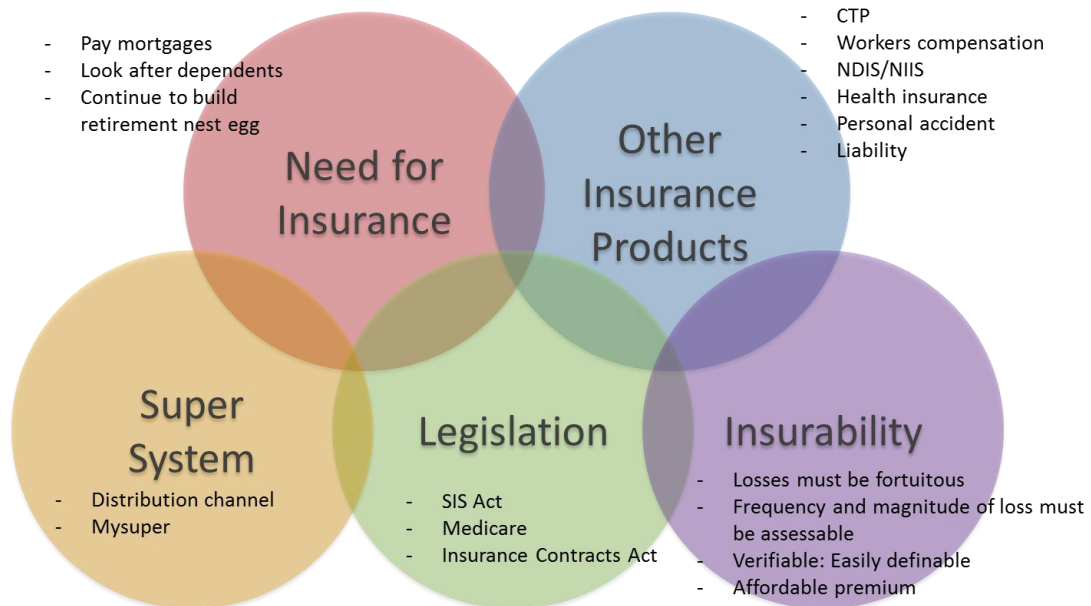 - Pay mortgages
- Look after dependents
- Continue to build
retirement nest egg
Need for
Insurance
- CTP
- Workers compensation
- NDIS/NIIS
- Health insurance
- Personal accident
- Liability
Other
Insurance
Products
Super
System
- Distribution channel
- Mysuper
Legislation
- SIS Act
- Medicare
- Insurance Contracts Act
Insurability
- Losses must be fortuitous
- Frequency and magnitude of loss must
be assessable
- Verifiable: Easily definable
- Affordable premium